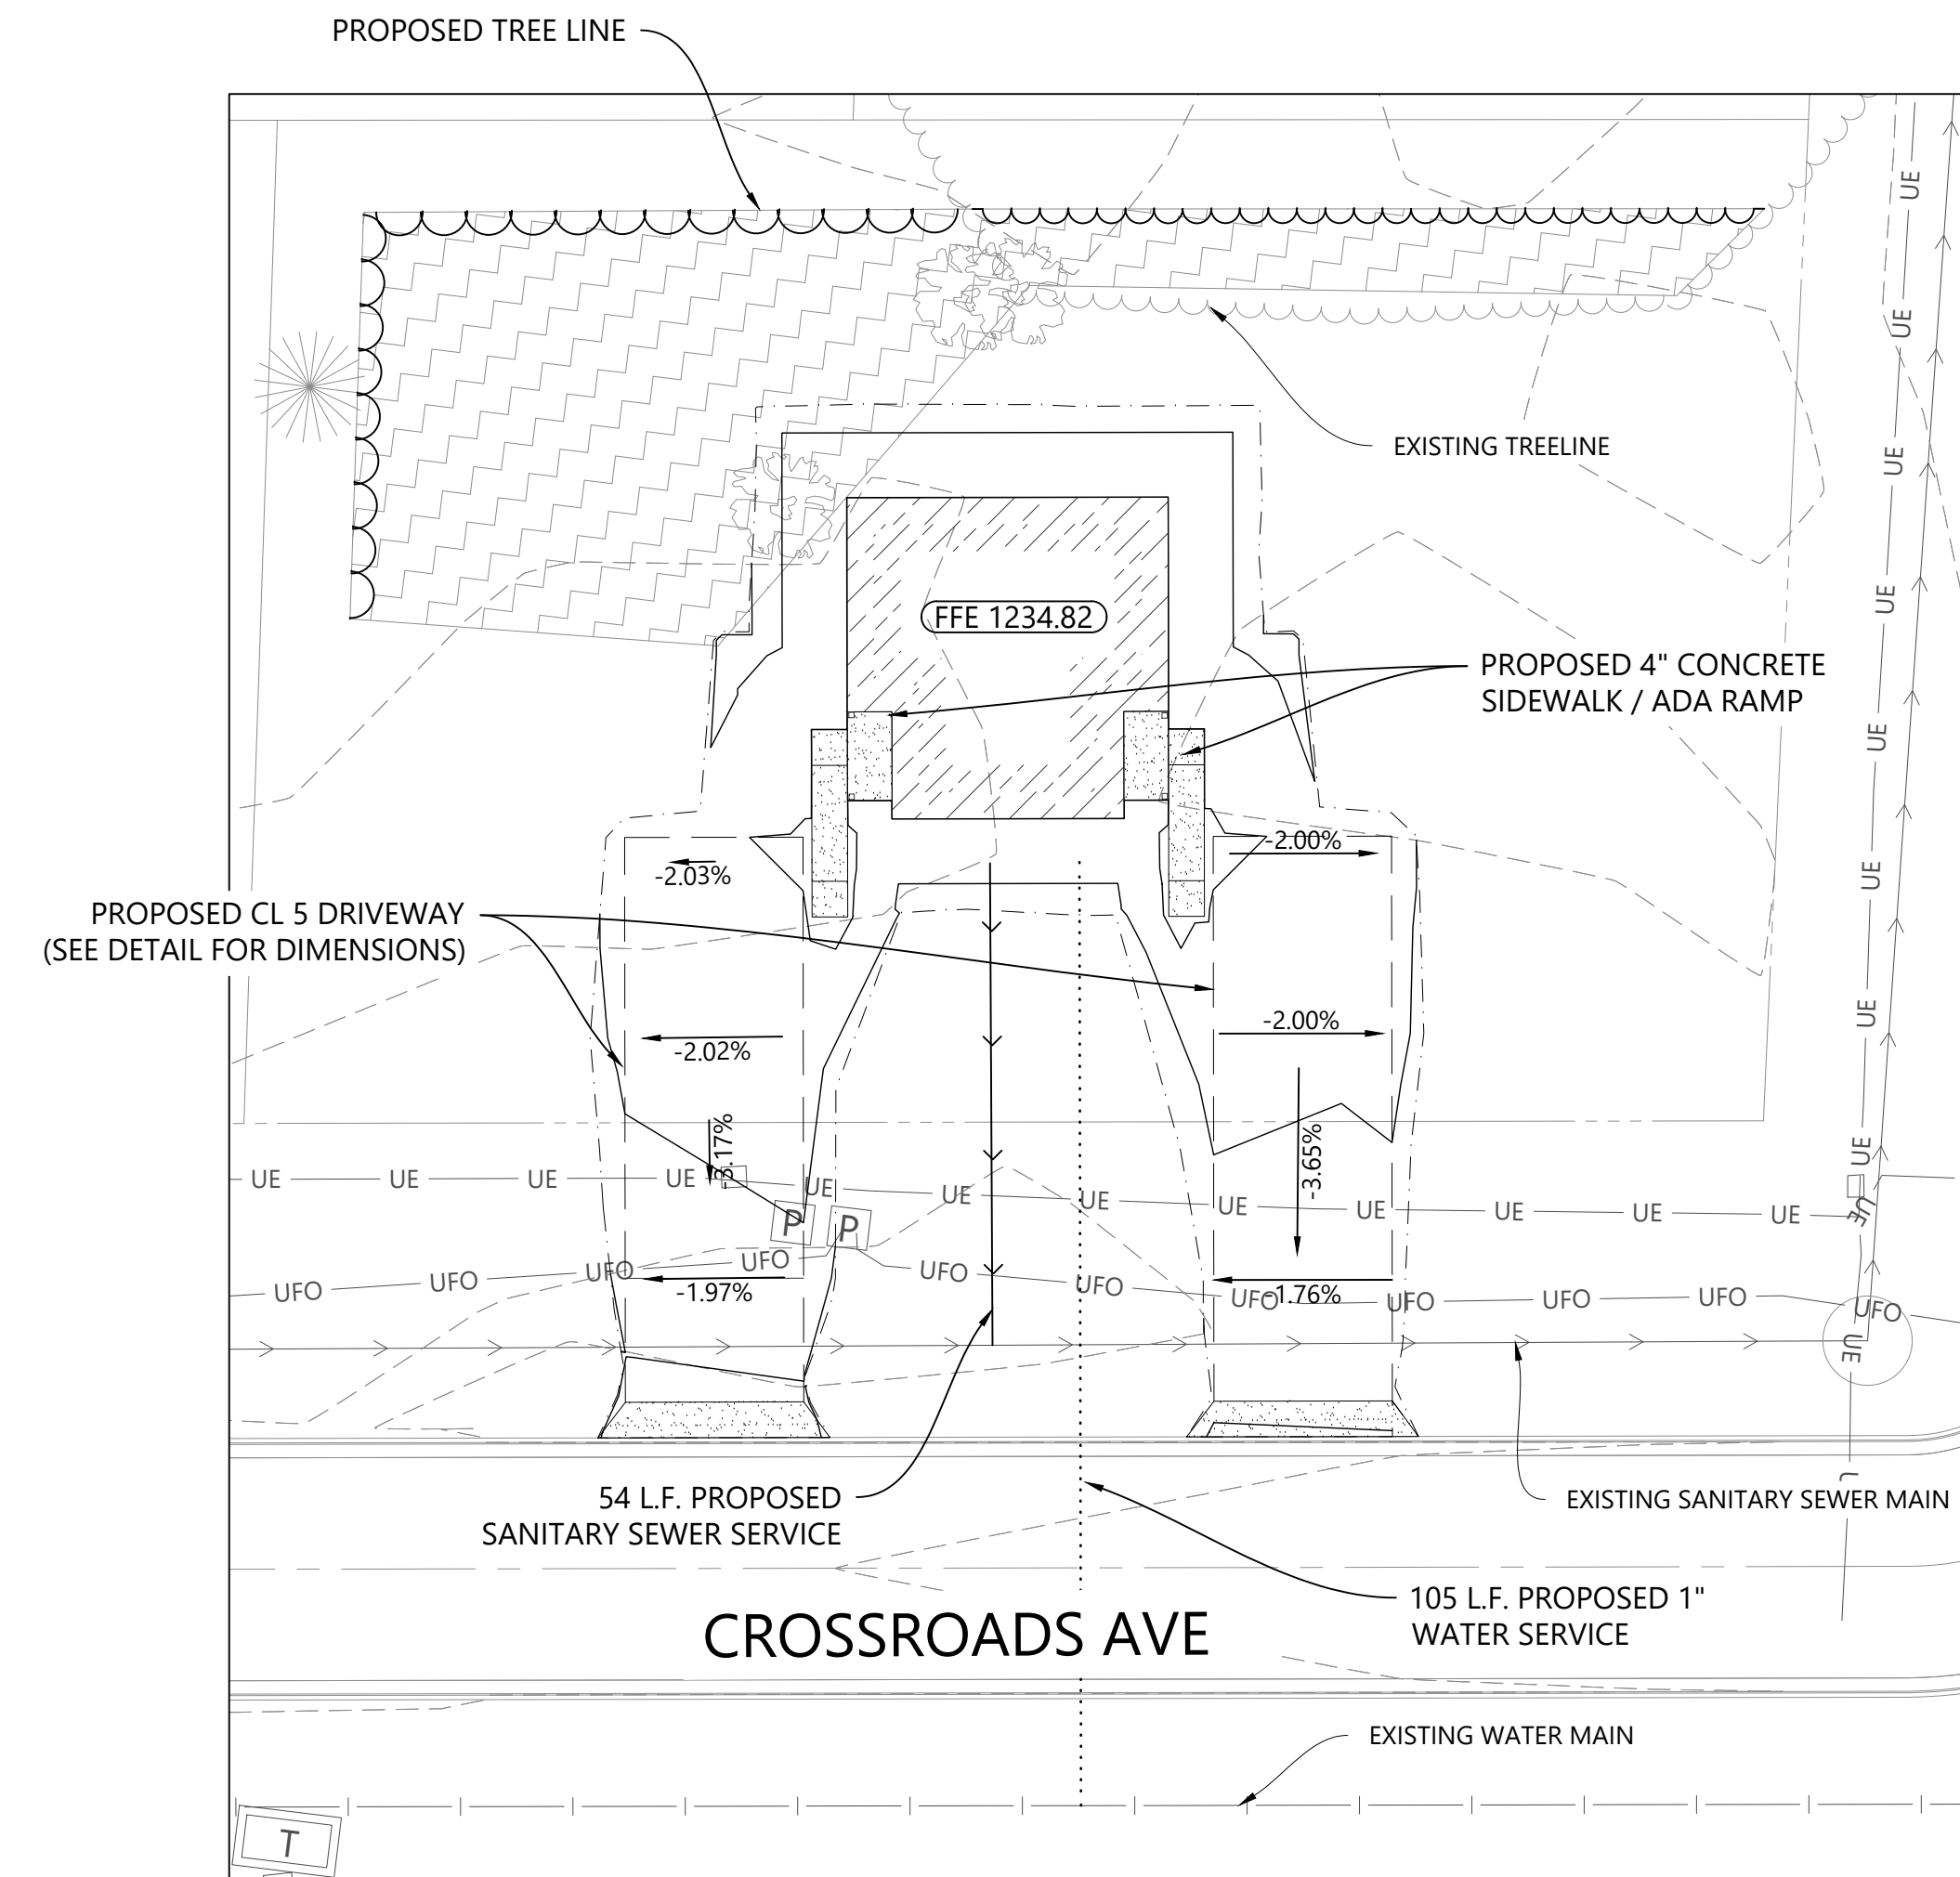 PROPOSED TREE LINE
UE
UE
UE
EXISTING TREELINE
UE
FFE 1234.82
PROPOSED 4" CONCRETE
SIDEWALK / ADA RAMP
UE
-2.00%
-2.03%
UE
PROPOSED CL 5 DRIVEWAY
(SEE DETAIL FOR DIMENSIONS)
-2.02%
-2.00%
UE
-3.17%
-3.65%
UE
UE UE UE UE UE UE UE UE UE UE UE UE
UE
P P
UFO UFO UFO UFO UFO UFO UFO UFO UFO UFO UFO
-1.97%
-1.76%
UE
54 L.F. PROPOSED
SANITARY SEWER SERVICE
EXISTING SANITARY SEWER MAIN
105 L.F. PROPOSED 1"
WATER SERVICE
CROSSROADS AVE
EXISTING WATER MAIN
T